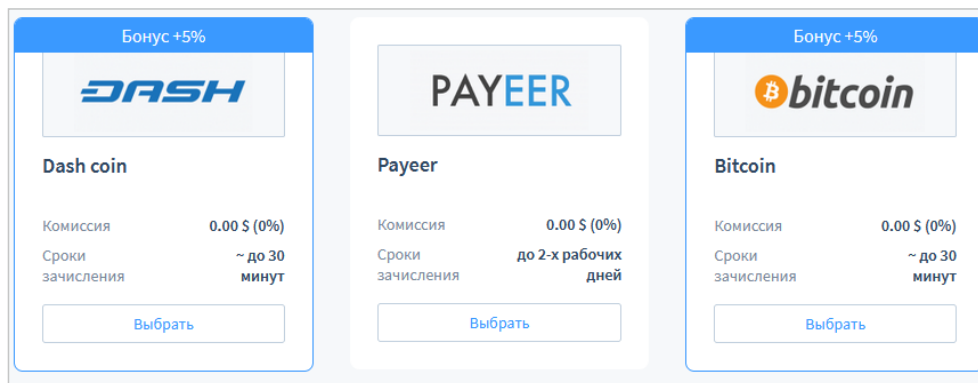 Бонус +5%
DASH
Dash coin
Комиссия 0.00 $ (0%)
Сроки зачисления ~ до 30 минут
Выбрать
PAYEER
Payeer
Комиссия 0.00 $ (0%)
Сроки зачисления до 2-х рабочих дней
Выбрать
Бонус +5%
bitcoin
Bitcoin
Комиссия 0.00 $ (0%)
Сроки зачисления ~ до 30 минут
Выбрать